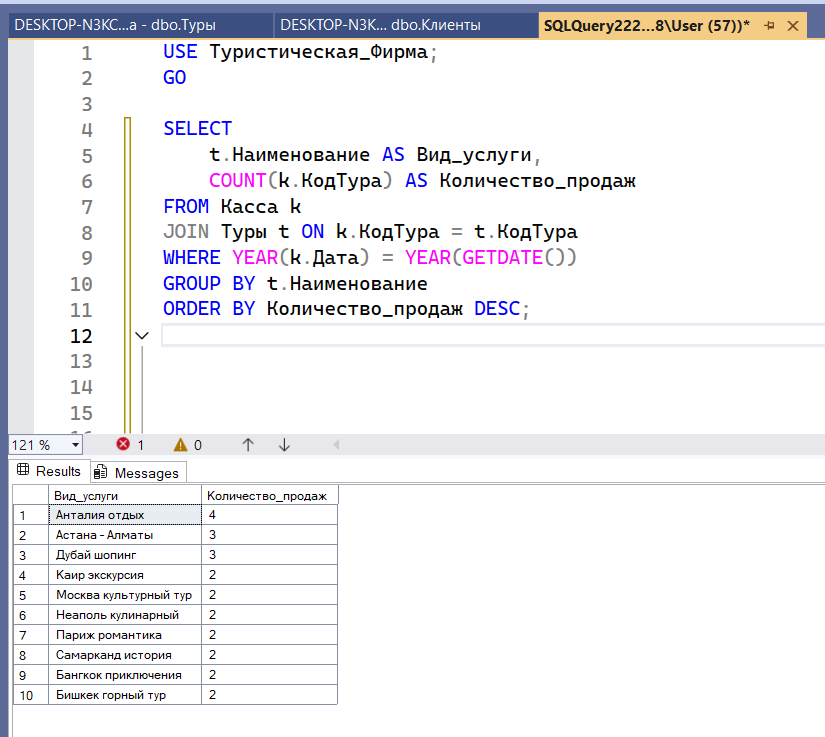 DESKTOP-N3KC...a - dbo.Туры DESKTOP-N3K... dbo.Клиенты SQLQuery222...8\User (57))*
1 USE Туристическая_Фирма;
2 GO
3
4 SELECT
5 t.Наименование AS Вид_услуги,
6 COUNT(k.КодТура) AS Количество_продаж
7 FROM Касса k
8 JOIN Туры t ON k.КодТура = t.КодТура
9 WHERE YEAR(k.Дата) = YEAR(GETDATE())
10 GROUP BY t.Наименование
11 ORDER BY Количество_продаж DESC;
12
13
14
15
121 % 1 0
Results Messages
Вид_услуги Количество_продаж
1 Анталия отдых 4
2 Астана - Алматы 3
3 Дубай шопинг 3
4 Каир экскурсия 2
5 Москва культурный тур 2
6 Неаполь кулинарный 2
7 Париж романтика 2
8 Самарканд история 2
9 Бангкок приключения 2
10 Бишкек горный тур 2